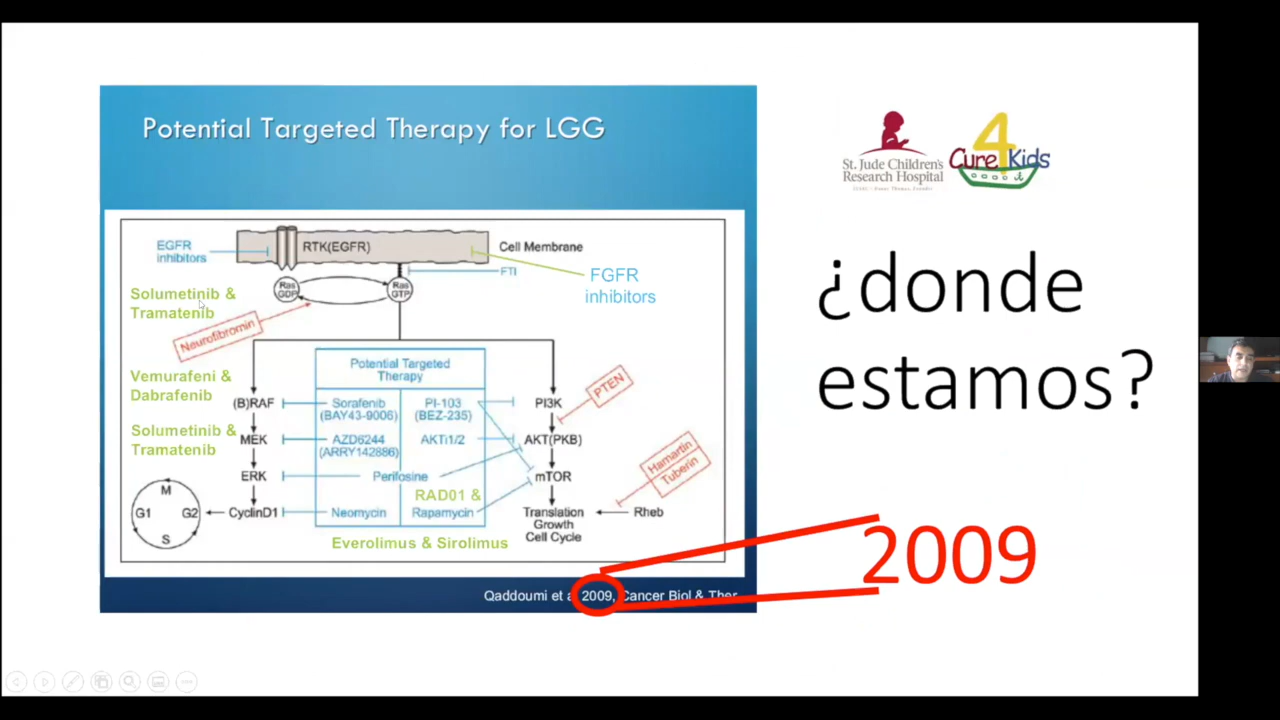 Potential Targeted Therapy for LGG
St. Jude Children's
Research Hospital
Cure 4 Kids
EGFR
inhibitors
RTK(EGFR)
Cell Membrane
FTI
FGFR
inhibitors
Ras
GDP
Ras
GTP
Solumetinib &
Tramatenib
Neurofibromin
Potential Targeted
Therapy
Vemurafeni &
Dabrafenib
(B)RAF
Sorafenib
(BAY43-9006)
PI-103
(BEZ-235)
PI3K
PTEN
Solumetinib &
Tramatenib
MEK
AZD6244
(ARRY142886)
AKTi1/2
AKT(PKB)
Hamartin
Tuberin
ERK
Perifosine
mTOR
RAD01 &
M
G1
G2
S
CyclinD1
Neomycin
Rapamycin
Translation
Growth
Cell Cycle
Rheb
Everolimus & Sirolimus
Qaddoumi et a 2009, Cancer Biol & Ther
¿donde
estamos?
2009